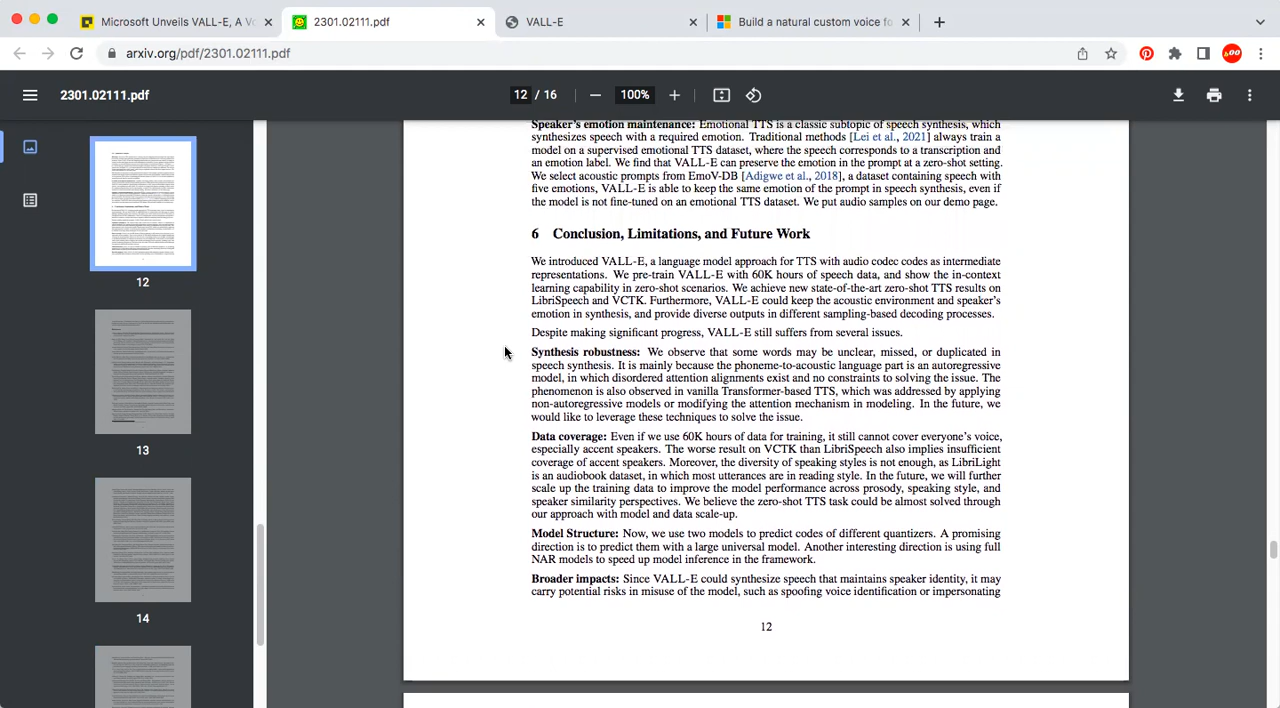 Microsoft Unveils VALL-E, A Vo
2301.02111.pdf
VALL-E
Build a natural custom voice fo
arxiv.org/pdf/2301.02111.pdf
2301.02111.pdf
12 / 16
100%
12
13
14
Speaker's emotion maintenance: Emotional TTS is a classic subtopic of speech synthesis, which
synthesizes speech with a required emotion. Traditional methods [Lei et al., 2021] always train a
model on a supervised emotional TTS dataset, where the speech corresponds to a transcription and
an emotion label. We find that VALL-E can preserve the emotion in the prompt at a zero-shot setting.
We select acoustic prompts from EmoV-DB [Adigwe et al., 2018], a dataset containing speech with
five emotions, VALL-E is able to keep the same emotion of the prompt in speech synthesis, even if
the model is not fine-tuned on an emotional TTS dataset. We put audio samples on our demo page.
6 Conclusion, Limitations, and Future Work
We introduced VALL-E, a language model approach for TTS with audio codec codes as intermediate
representations. We pre-train VALL-E with 60K hours of speech data, and show the in-context
learning capability in zero-shot scenarios. We achieve new state-of-the-art zero-shot TTS results on
LibriSpeech and VCTK. Furthermore, VALL-E could keep the acoustic environment and speaker's
emotion in synthesis, and provide diverse outputs in different sampling-based decoding processes.
Despite making significant progress, VALL-E still suffers from several issues.
Synthesis robustness: We observe that some words may be unclear, missed, or duplicated in
speech synthesis. It is mainly because the phoneme-to-acoustic language part is an autoregressive
model, in which disordered attention alignments exist and no constraints to solving the issue. The
phenomenon is also observed in vanilla Transformer-based TTS, which was addressed by applying
non-autoregressive models or modifying the attention mechanism in modeling. In the future, we
would like to leverage these techniques to solve the issue.
Data coverage: Even if we use 60K hours of data for training, it still cannot cover everyone's voice,
especially accent speakers. The worse result on VCTK than LibriSpeech also implies insufficient
coverage of accent speakers. Moreover, the diversity of speaking styles is not enough, as LibriLight
is an audiobook dataset, in which most utterances are in reading style. In the future, we will further
scale up the training data to improve the model performance across prosody, speaking style, and
speaker similarity perspectives. We believe the zero-shot TTS task could be almost solved through
our approach with model and data scale-up.
Model Structure: Now, we use two models to predict codes of different quantizers. A promising
direction is to predict them with a large universal model. Another interesting direction is using full
NAR models to speed up model inference in the framework.
Broader impacts: Since VALL-E could synthesize speech that maintains speaker identity, it may
carry potential risks in misuse of the model, such as spoofing voice identification or impersonating
12